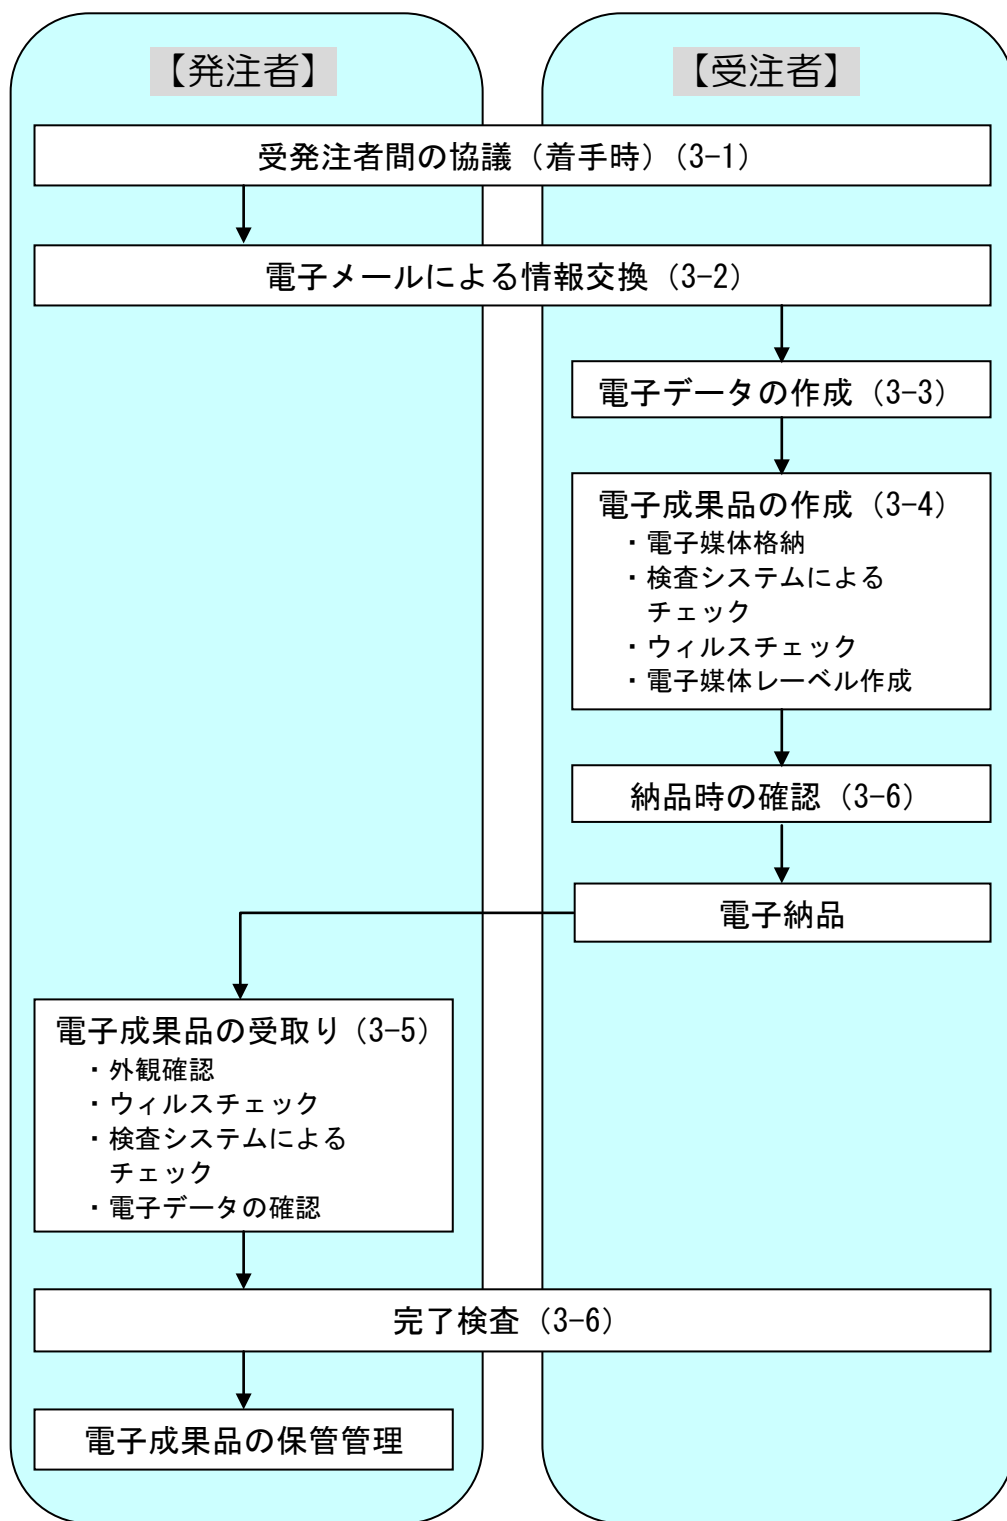 【発注者】
【受注者】
受発注者間の協議（着手時）(3-1)
電子メールによる情報交換（3-2）
電子データの作成（3-3）
電子成果品の作成（3-4）
・電子媒体格納
・検査システムによる
チェック
・ウィルスチェック
・電子媒体レーベル作成
納品時の確認（3-6）
電子納品
電子成果品の受取り（3-5）
・外観確認
・ウィルスチェック
・検査システムによる
チェック
・電子データの確認
完了検査（3-6）
電子成果品の保管管理